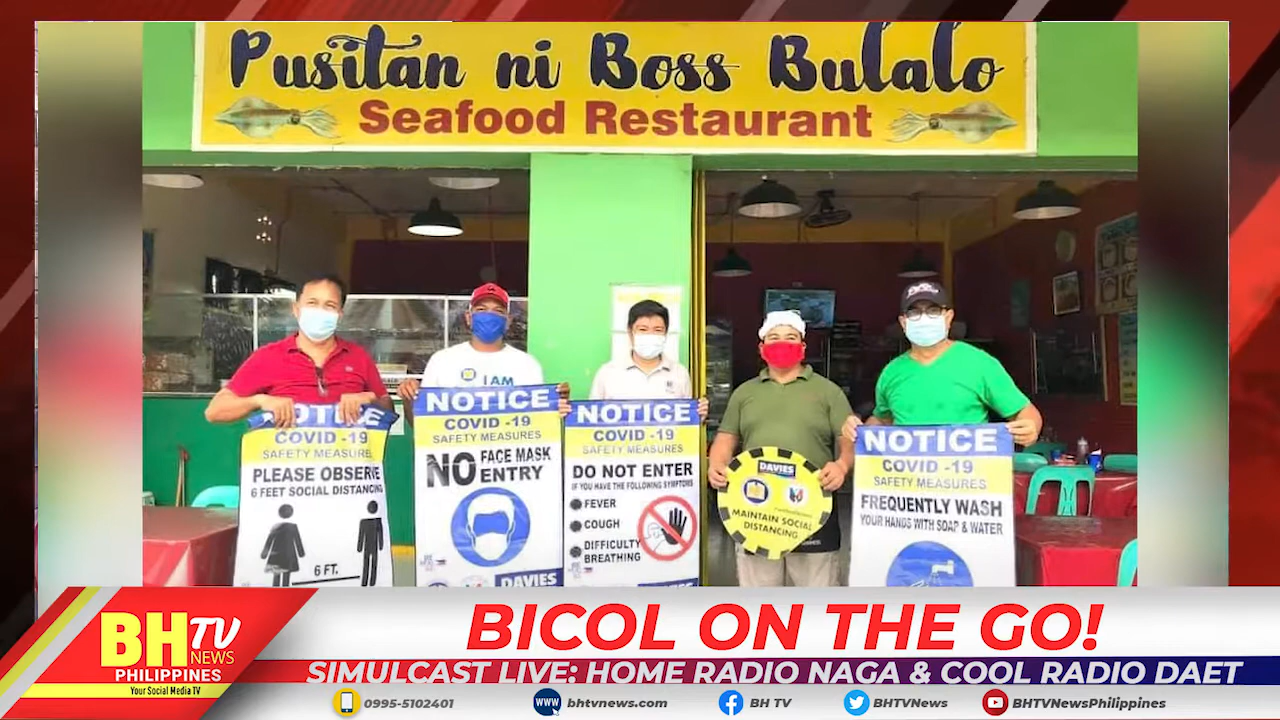 Pusitan ni Boss Bulalo
Seafood Restaurant
I AM
NOTICE
COVID -19
SAFETY MEASURE
PLEASE OBSERVE
6 FEET SOCIAL DISTANCING
6 FT.
NOTICE
COVID -19
SAFETY MEASURES
NO FACE MASK
ENTRY
DAVIES
NOTICE
COVID -19
SAFETY MEASURES
DO NOT ENTER
IF YOU HAVE THE FOLLOWING SYMPTOMS
FEVER
COUGH
DIFFICULTY
BREATHING
DAVIES
MAINTAIN SOCIAL
DISTANCING
NOTICE
COVID -19
SAFETY MEASURES
FREQUENTLY WASH
YOUR HANDS WITH SOAP & WATER
BHTV
NEWS
PHILIPPINES
Your Social Media TV
BICOL ON THE GO!
SIMULCAST LIVE: HOME RADIO NAGA & COOL RADIO DAET
0995-5102401
WWW
bhtvnews.com
BH TV
BHTVNews
BHTVNewsPhilippines